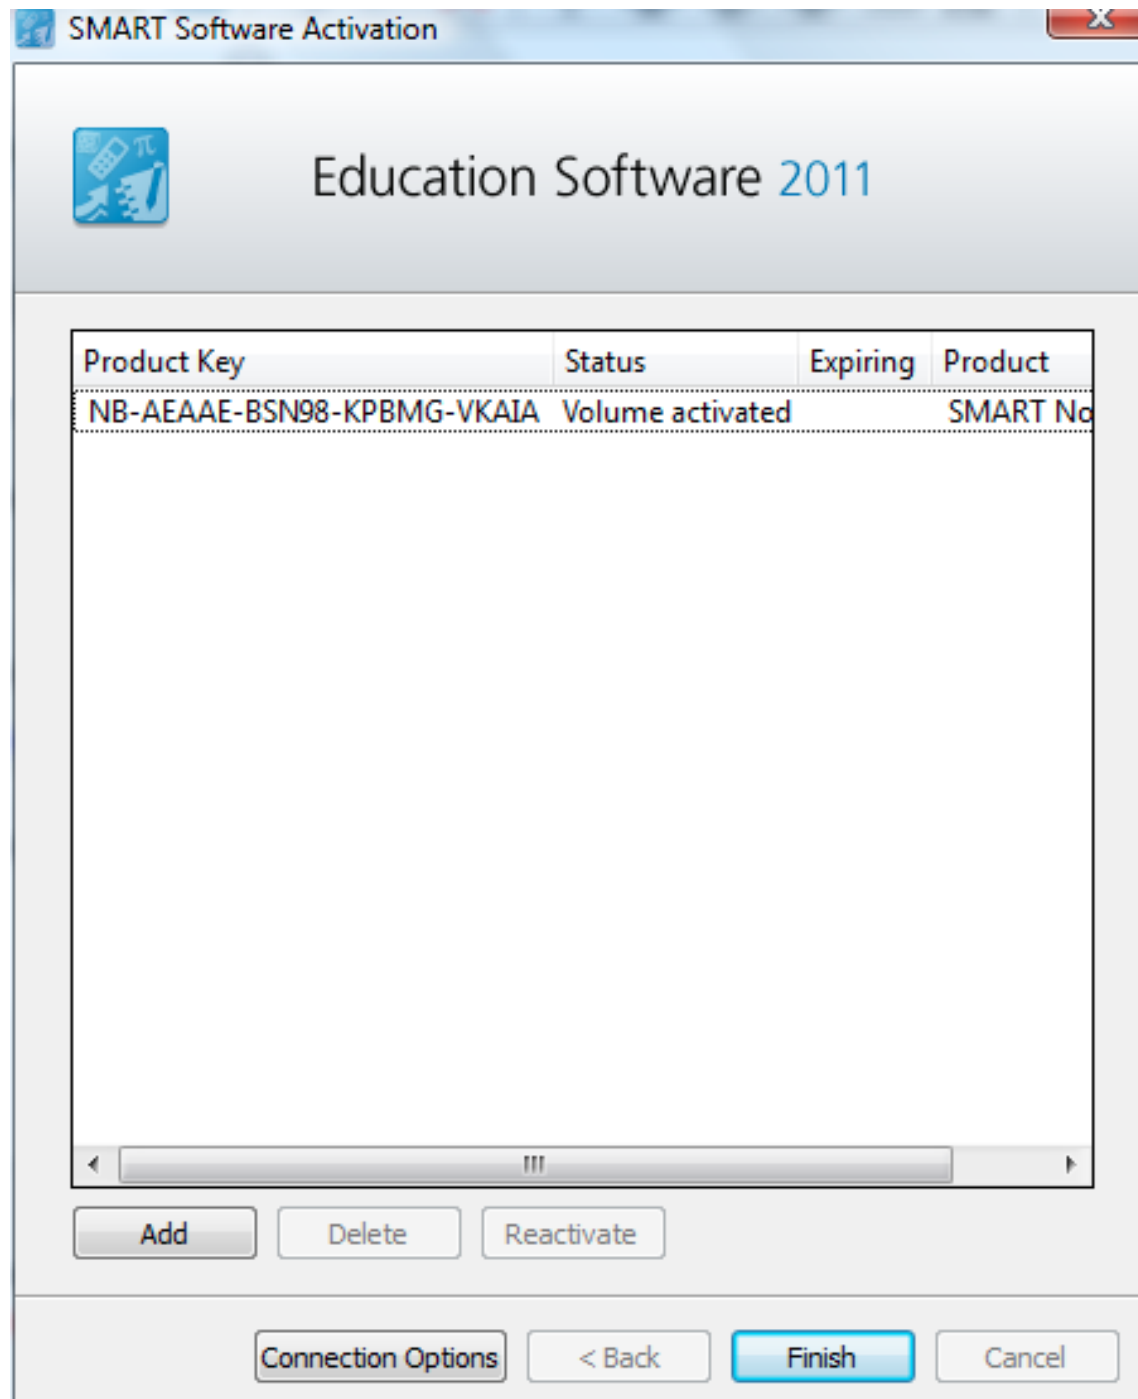 SMART Software Activation
Education Software 2011
Product Key Status Expiring Product
NB-AEAAE-BSN98-KPBMG-VKAIA Volume activated SMART No
Add Delete Reactivate
Connection Options < Back Finish Cancel